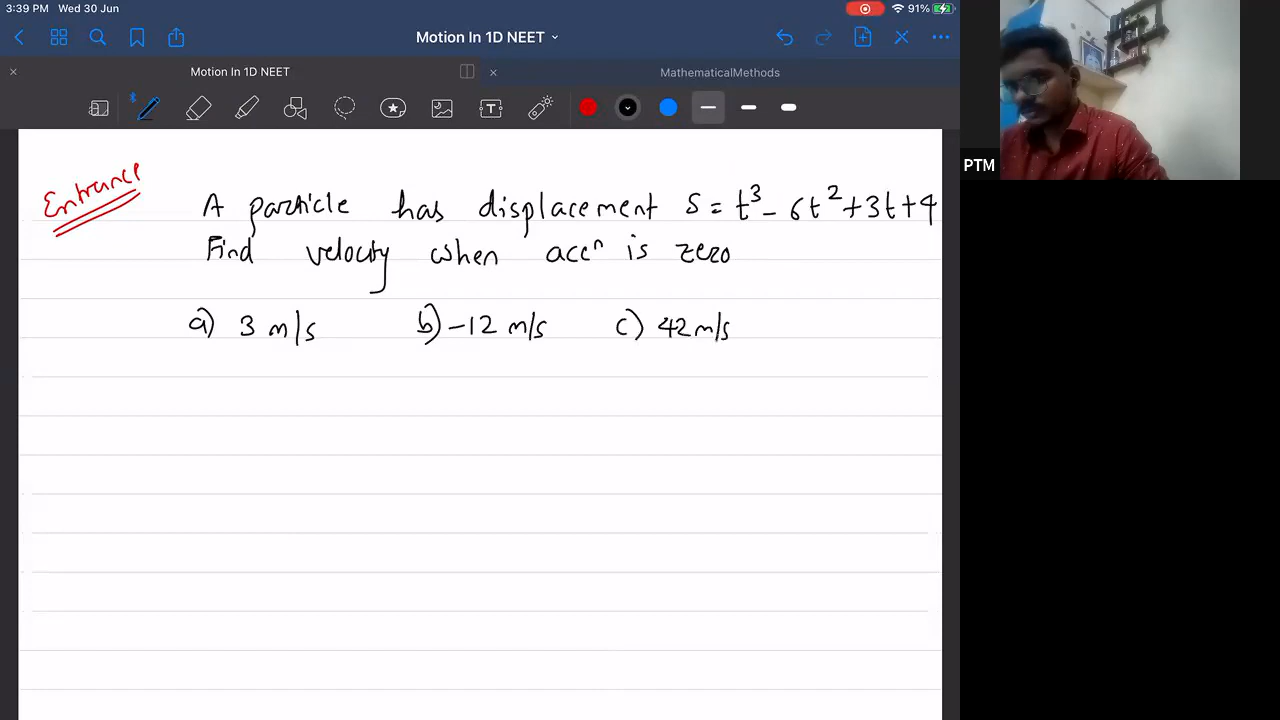 3:39 PM Wed 30 Jun
91%
Motion In 1D NEET
Motion In 1D NEET
MathematicalMethods
PTM
Entrance
A particle has displacement S = t³ - 6t² + 3t + 4
Find velocity when accⁿ is zero
a) 3 m/s b) -12 m/s c) 42 m/s